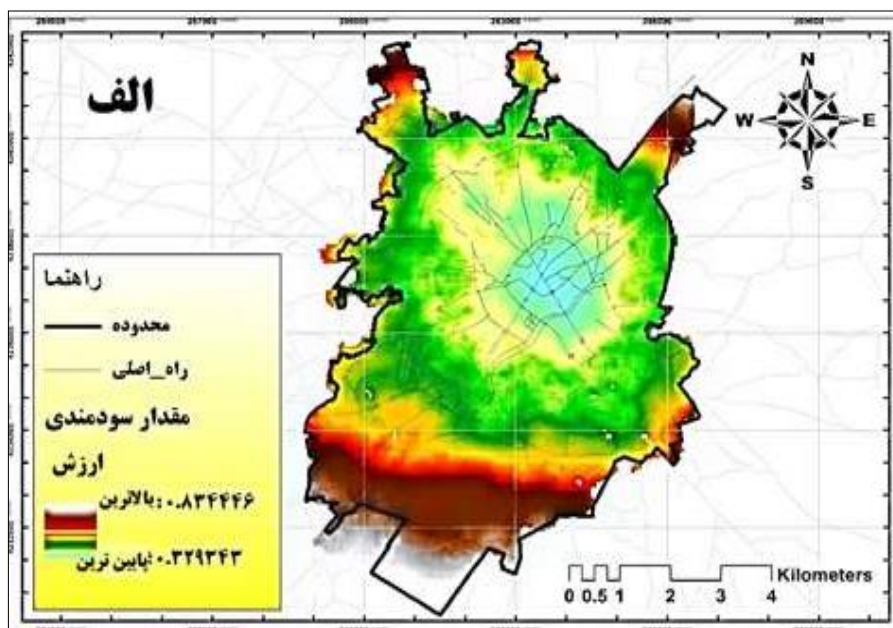 الف
N
W
E
S
راهنما
محدوده
راه_اصلی
مقدار سودمندی
ارزش
بالاترین:۰.۸۳۴۴۴۶
پایین ترین:۰.۳۲۹۳۴۳
Kilometers
0 0.5 1 2 3 4